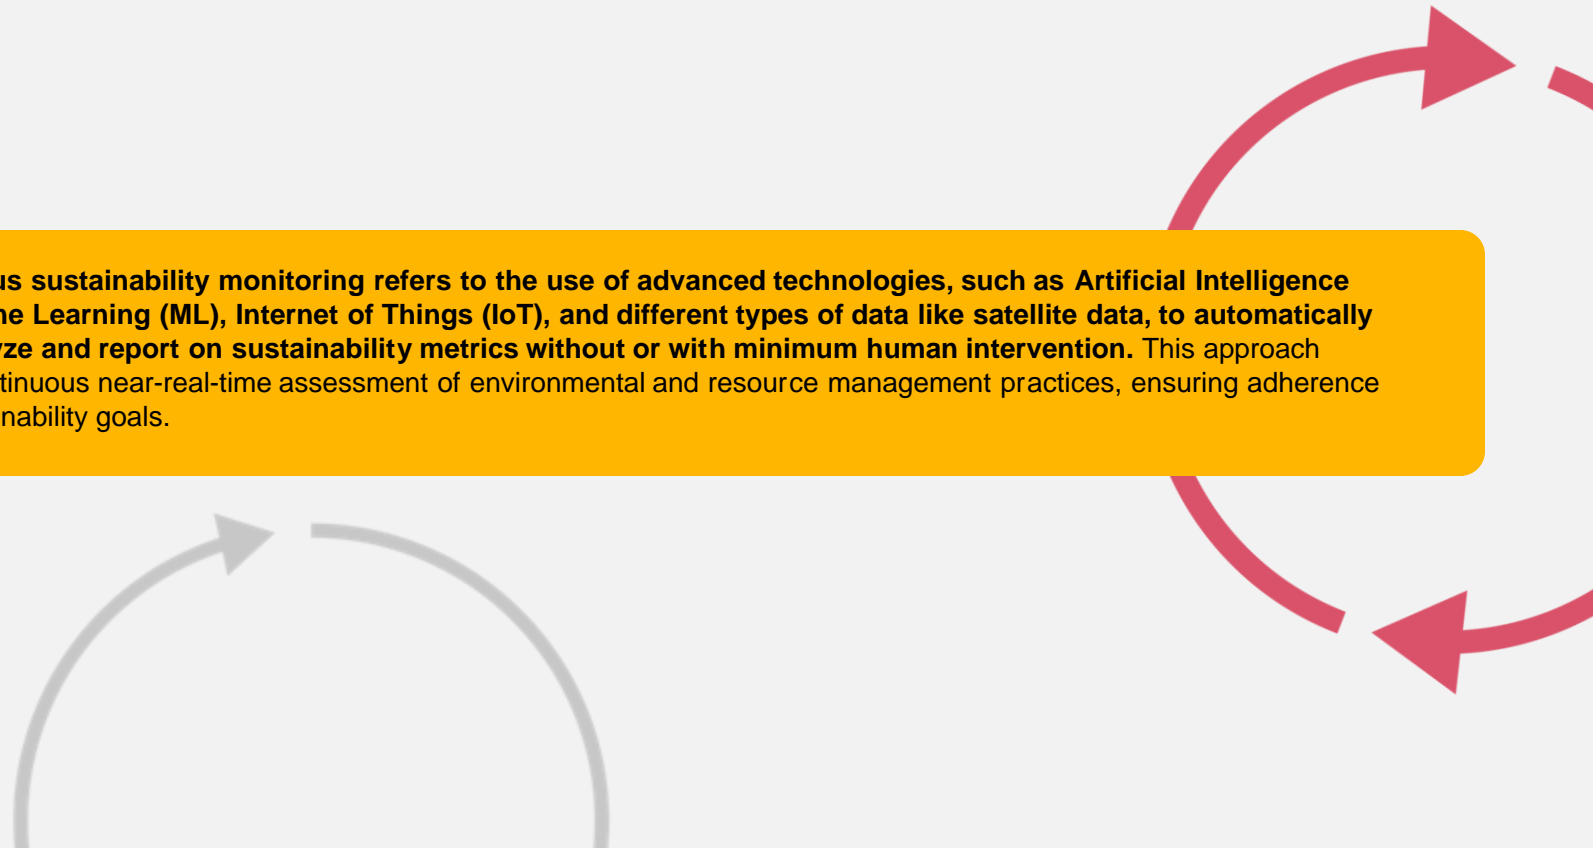 us sustainability monitoring refers to the use of advanced technologies, such as Artificial Intelligence
ne Learning (ML), Internet of Things (IoT), and different types of data like satellite data, to automatically
yze and report on sustainability metrics without or with minimum human intervention. This approach
tinuous near-real-time assessment of environmental and resource management practices, ensuring adherence
nability goals.